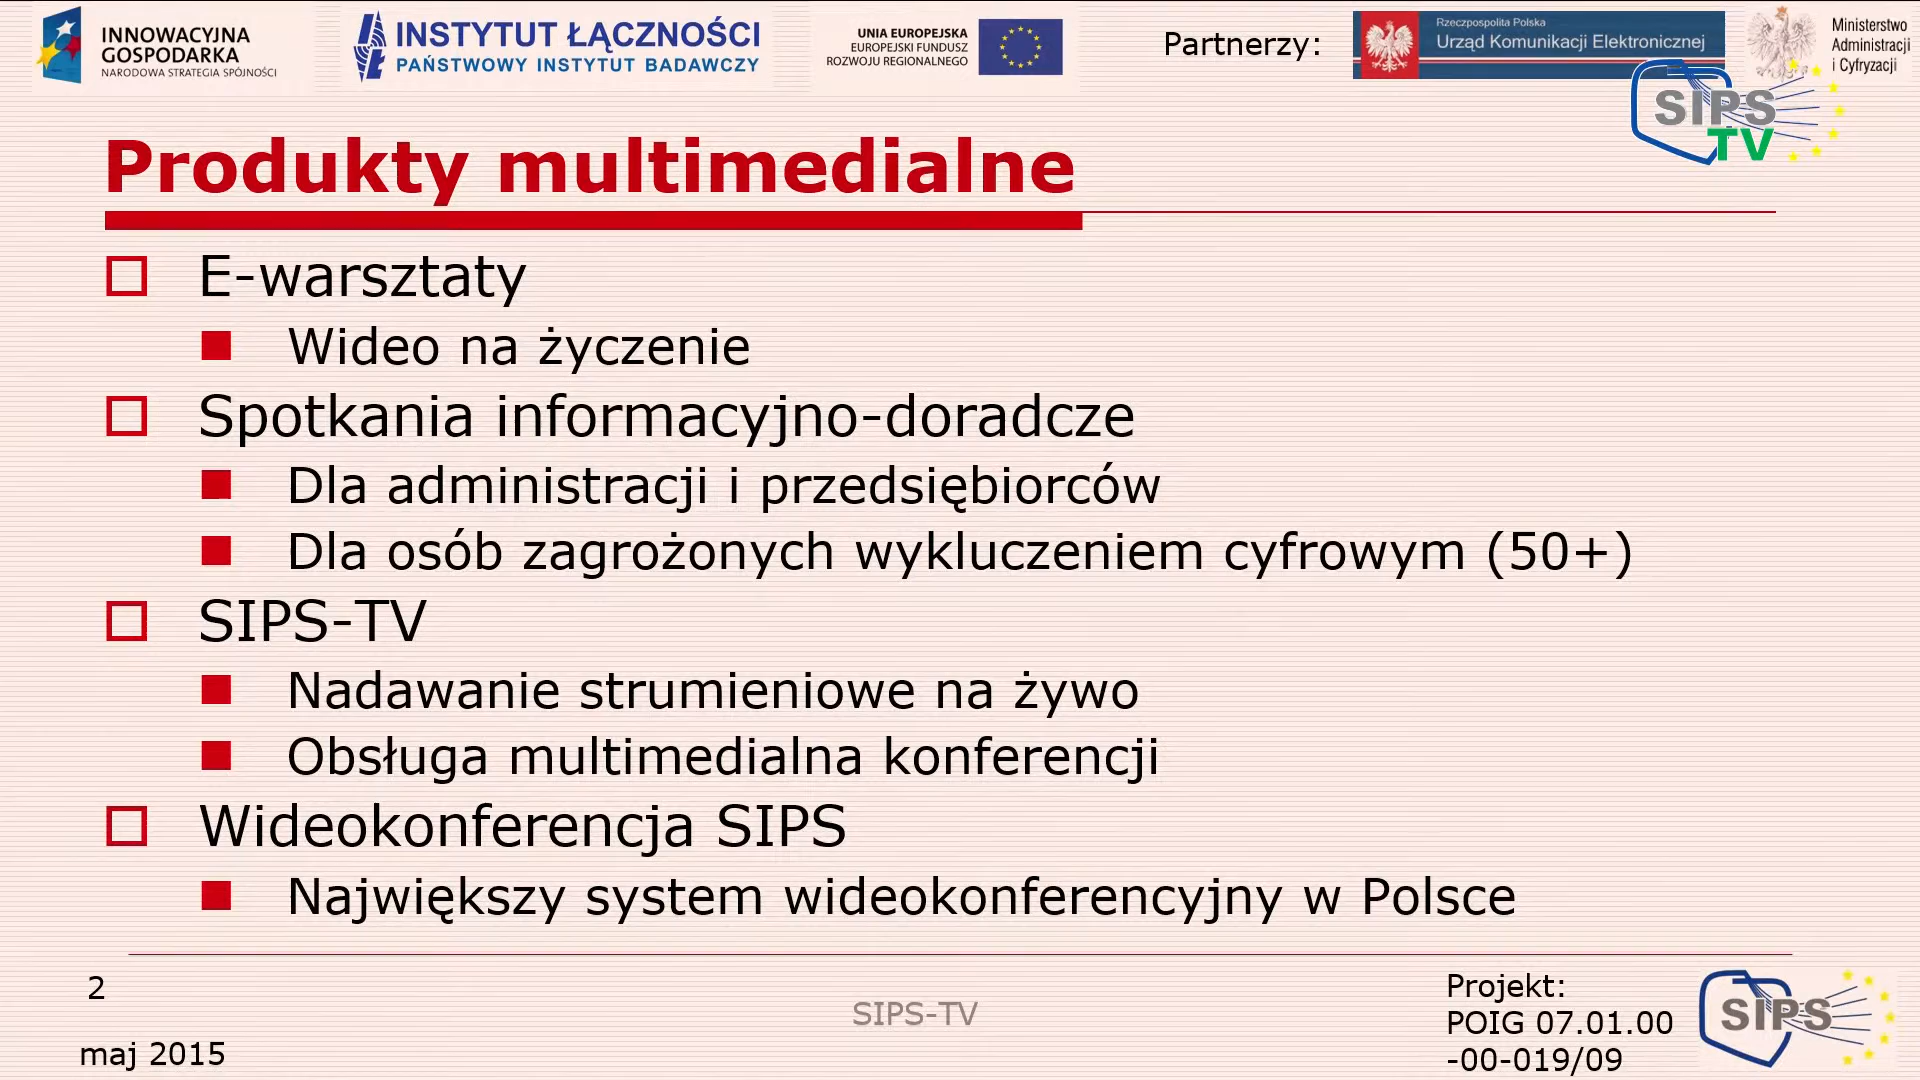 INNOWACYJNA
GOSPODARKA
NARODOWA STRATEGIA SPÓJNOŚCI
INSTYTUT ŁĄCZNOŚCI
PAŃSTWOWY INSTYTUT BADAWCZY
UNIA EUROPEJSKA
EUROPEJSKI FUNDUSZ
ROZWOJU REGIONALNEGO
Partnerzy:
Rzeczpospolita Polska
Urząd Komunikacji Elektronicznej
Ministerstwo
Administracji
i Cyfryzacji
SIPS
TV
Produkty multimedialne
E-warsztaty
Wideo na życzenie
Spotkania informacyjno-doradcze
Dla administracji i przedsiębiorców
Dla osób zagrożonych wykluczeniem cyfrowym (50+)
SIPS-TV
Nadawanie strumieniowe na żywo
Obsługa multimedialna konferencji
Wideokonferencja SIPS
Największy system wideokonferencyjny w Polsce
2
maj 2015
SIPS-TV
Projekt:
POIG 07.01.00
-00-019/09
SIPS